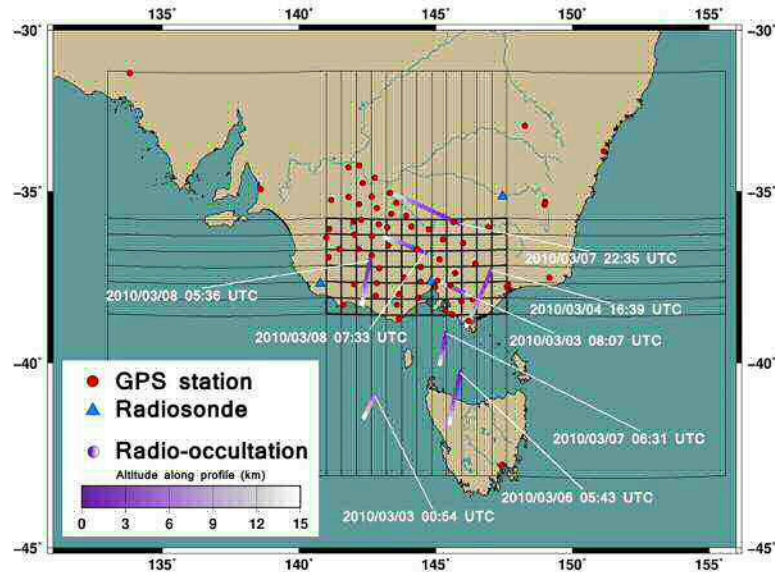 135° 140° 145° 150° 155°
−30° −30°
−35° −35°
2010/03/07 22:35 UTC
2010/03/08 05:36 UTC
2010/03/04 16:39 UTC
2010/03/08 07:33 UTC
2010/03/03 08:07 UTC
−40° −40°
GPS station
Radiosonde
2010/03/07 06:31 UTC
Radio-occultation
Altitude along profile (km)
2010/03/06 05:43 UTC
0 3 6 9 12 15
2010/03/03 00:54 UTC
−45° −45°
135° 140° 145° 150° 155°